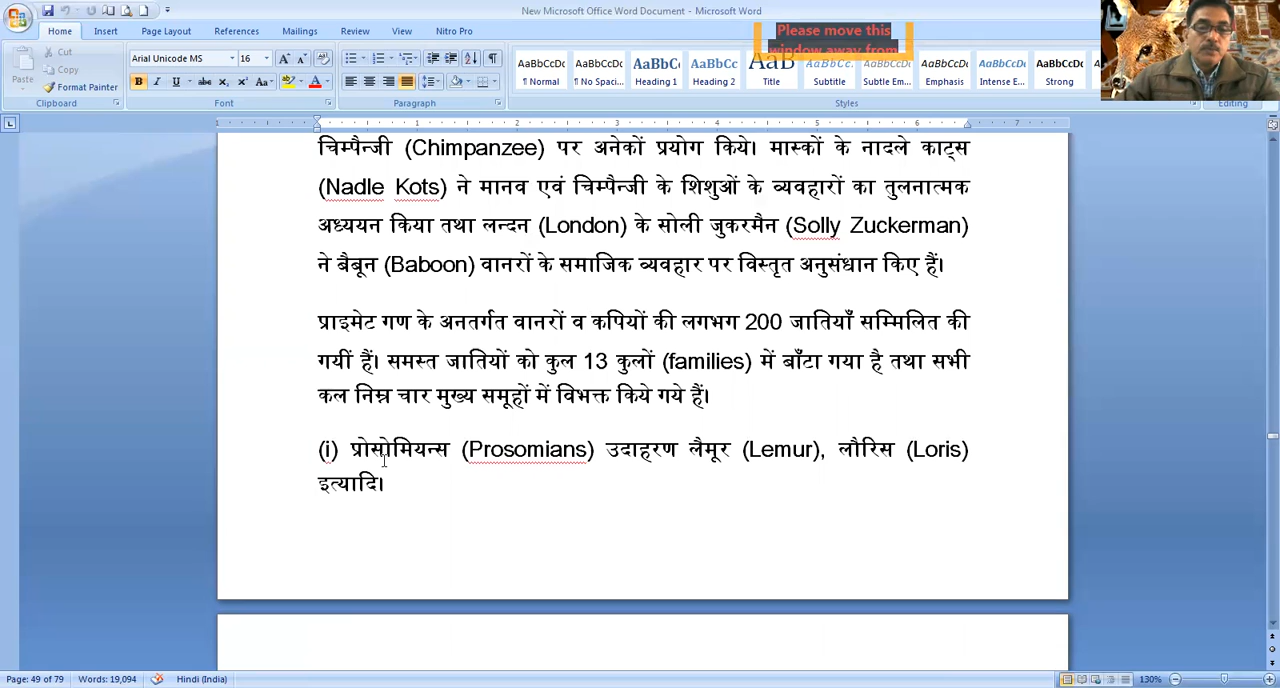 New Microsoft Office Word Document - Microsoft Word
Home Insert Page Layout References Mailings Review View Nitro Pro
Please move this
window away from
Cut
Copy
Format Painter
Paste
Arial Unicode MS 16
AaBbCcDc AaBbCcDc AaBbC AaBbCc AaB AaBbCc. AaBbCcDc AaBbCcDc AaBbCcDc AaBbCcDc
¶ Normal ¶ No Spaci... Heading 1 Heading 2 Title Subtitle Subtle Em... Emphasis Intense E... Strong
Clipboard Font Paragraph Styles Editing
चिम्पैन्जी (Chimpanzee) पर अनेकों प्रयोग किये। मास्कों के नादले काट्स
(Nadle Kots) ने मानव एवं चिम्पैन्जी के शिशुओं के व्यवहारों का तुलनात्मक
अध्ययन किया तथा लन्दन (London) के सोली जुकरमैन (Solly Zuckerman)
ने बैबून (Baboon) वानरों के समाजिक व्यवहार पर विस्तृत अनुसंधान किए हैं।
प्राइमेट गण के अनतर्गत वानरों व कपियों की लगभग 200 जातियाँ सम्मिलित की
गयीं हैं। समस्त जातियों को कुल 13 कुलों (families) में बाँटा गया है तथा सभी
कल निम्न चार मुख्य समूहों में विभक्त किये गये हैं।
(i) प्रोसोमियन्स (Prosomians) उदाहरण लैमूर (Lemur), लौरिस (Loris)
इत्यादि।
Page: 49 of 79 Words: 19,094 Hindi (India) 130%